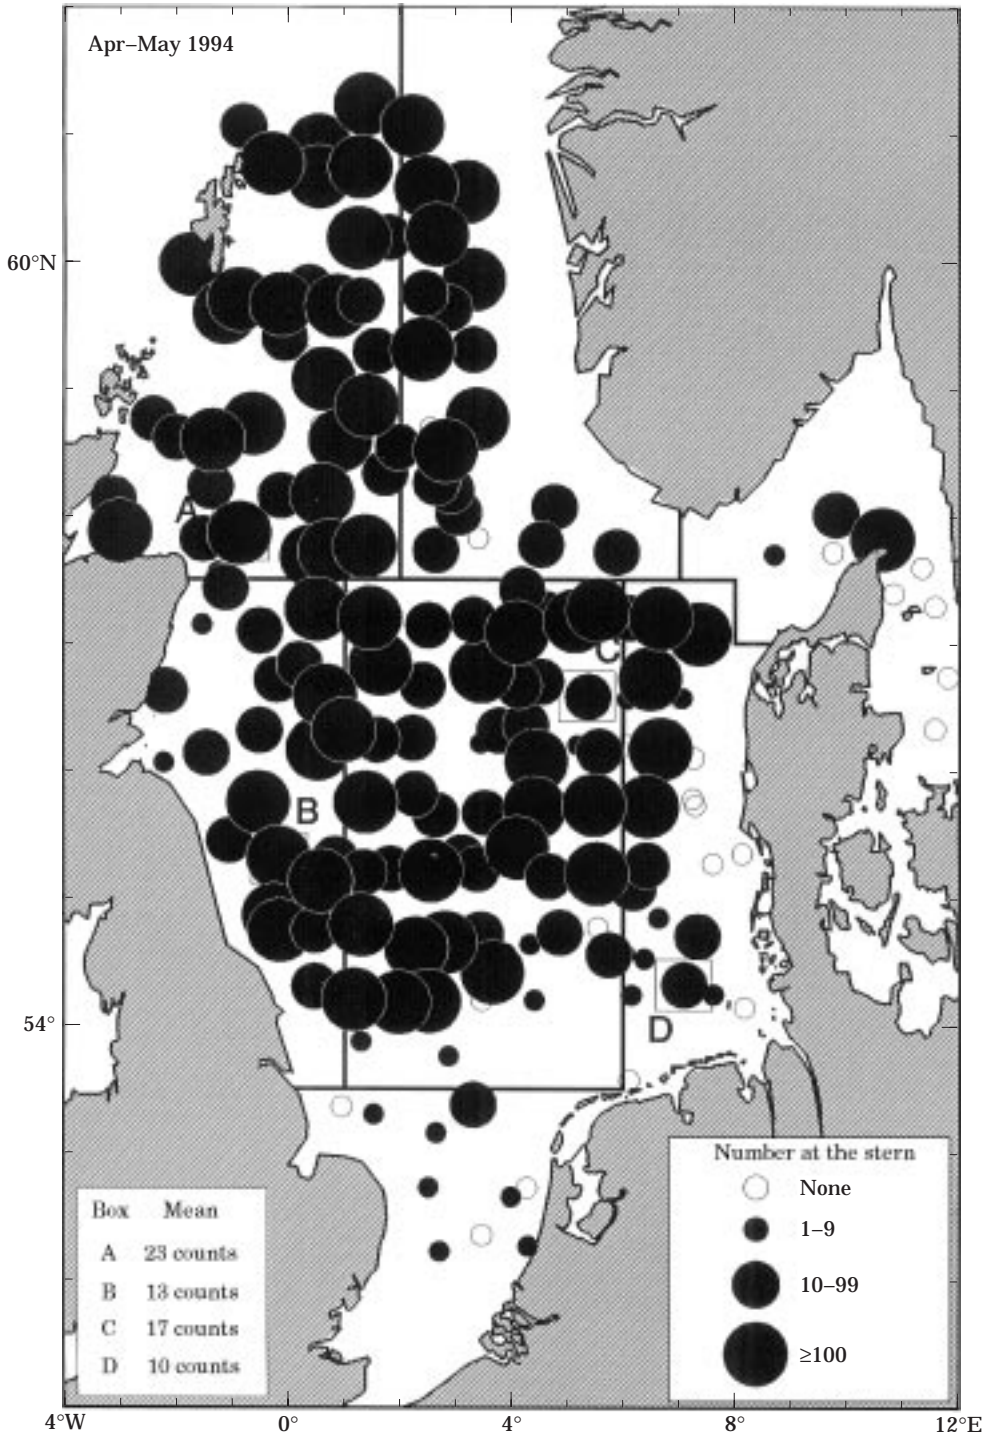 Apr–May 1994
60°N
A
C
B
54°
D
Number at the stern
None
1–9
10–99
≥100
Box Mean
A 23 counts
B 13 counts
C 17 counts
D 10 counts
4°W 0° 4° 8° 12°E